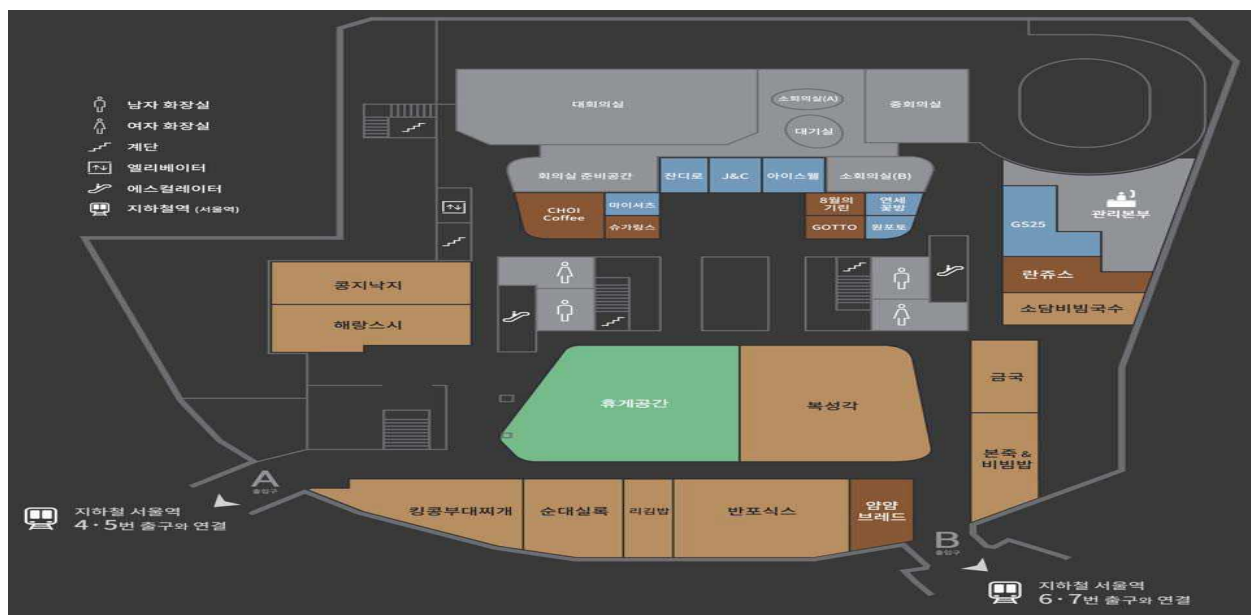 남자 화장실
여자 화장실
계단
엘리베이터
에스컬레이터
지하철역 (서울역)
대회의실
소회의실(A)
대기실
중회의실
회의실 준비공간
잔디로
J&C
아이스웰
소회의실(B)
CHOI
Coffee
마이셔츠
슈가링스
8월의
기린
연세
꽃방
GOTTO
원포토
GS25
관리본부
란쥬스
소담비빔국수
콩지낙지
해랑스시
휴게공간
복성각
금국
본죽 &
비빔밥
킹콩부대찌개
순대실록
리김밥
반포식스
얌얌
브레드
A
출입구
지하철 서울역
4 · 5번 출구와 연결
B
출입구
지하철 서울역
6 · 7번 출구와 연결